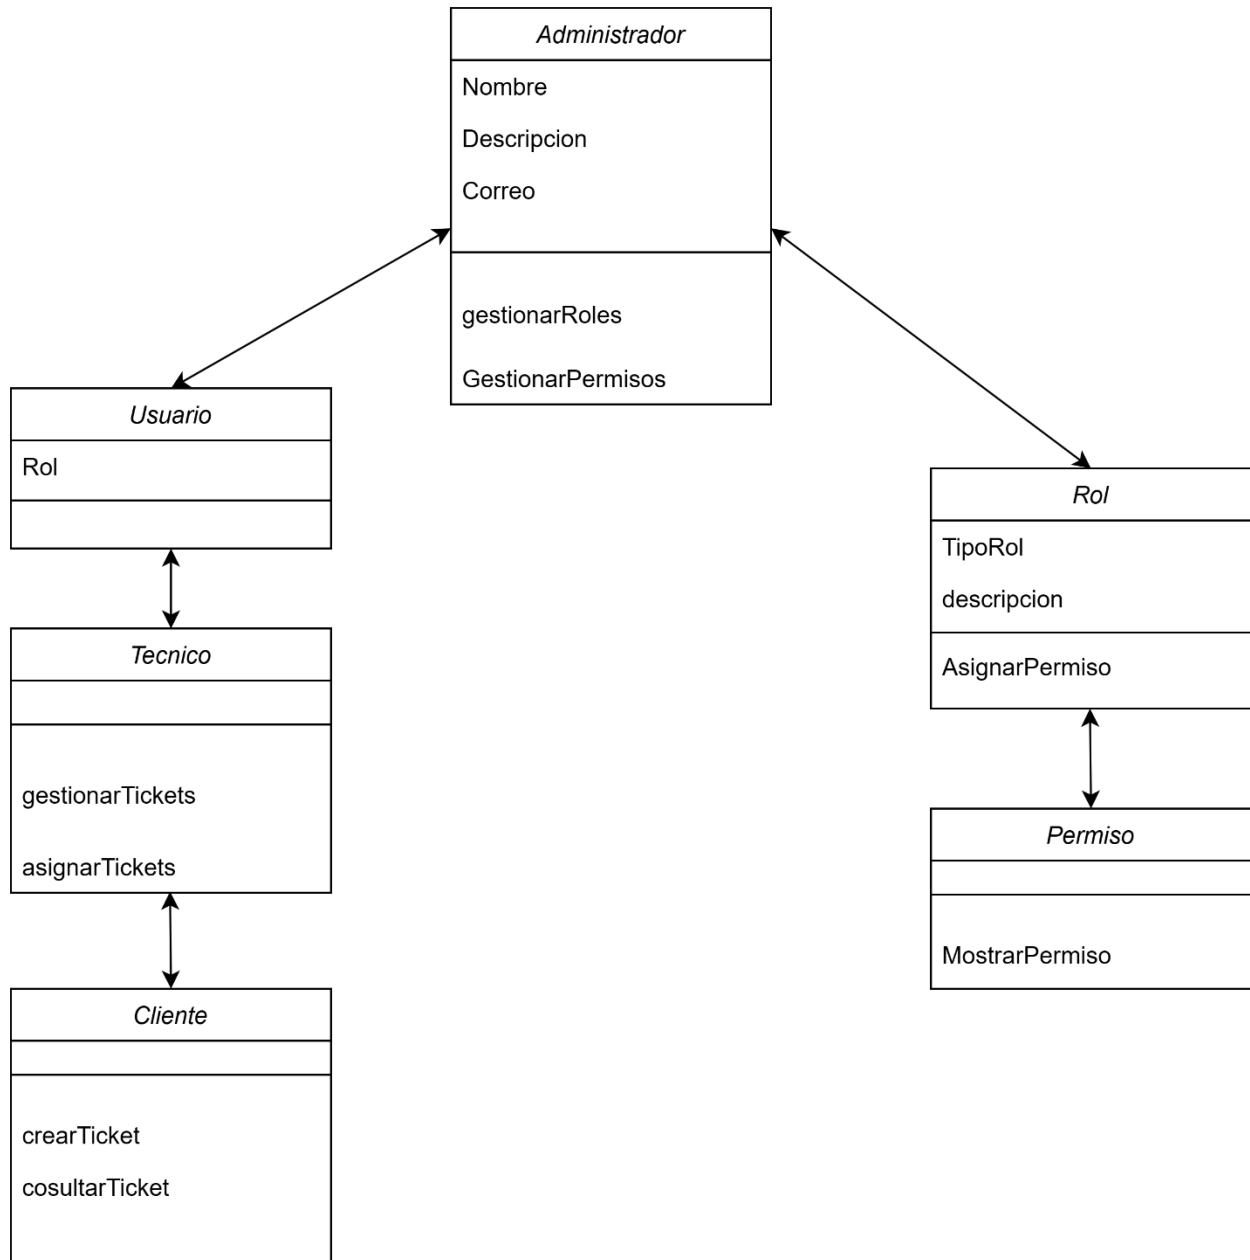 Administrador
Nombre
Descripcion
Correo
gestionarRoles
GestionarPermisos
Usuario
Rol
Tecnico
gestionarTickets
asignarTickets
Cliente
crearTicket
cosultarTicket
Rol
TipoRol
descripcion
AsignarPermiso
Permiso
MostrarPermiso